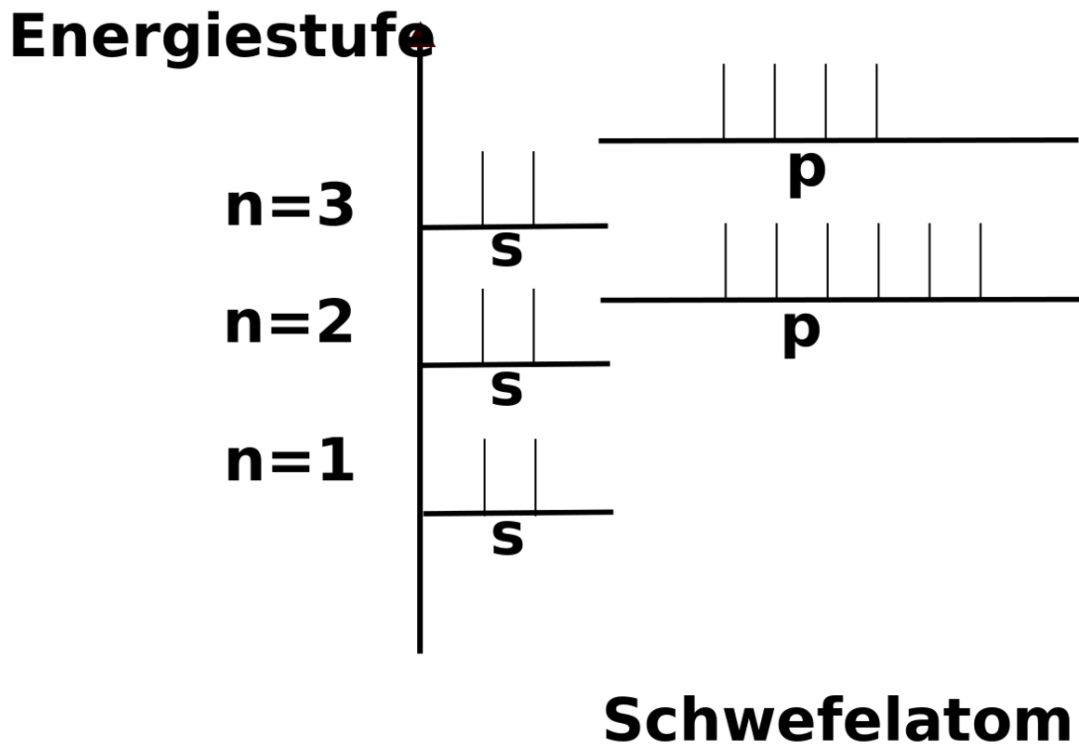 Energiestufe
p
n=3
s
n=2
p
s
n=1
s
Schwefelatom